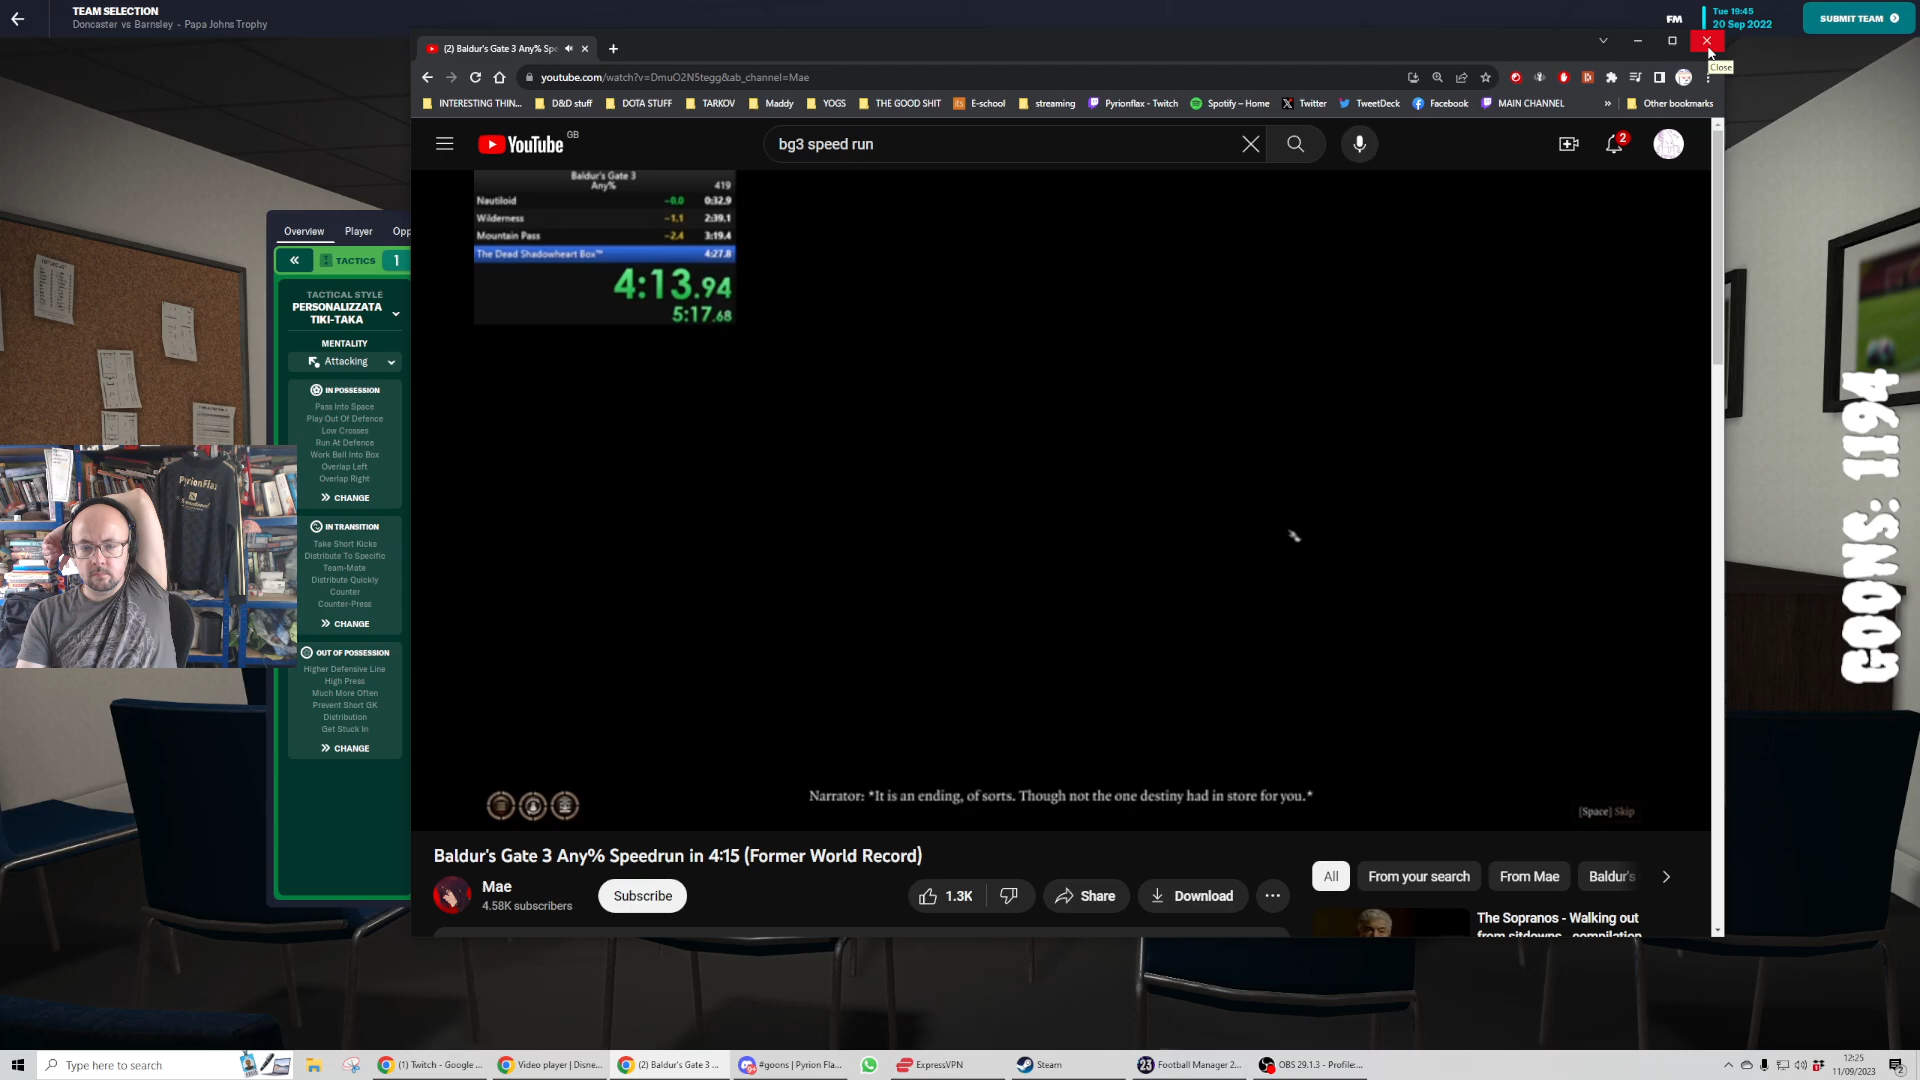 TEAM SELECTION
Doncaster vs Barnsley - Papa Johns Trophy
FM
Tue 19:45
20 Sep 2022
SUBMIT TEAM
(2) Baldur's Gate 3 Any% Spe
Close
youtube.com/watch?v=DmuO2N5tegg&ab_channel=Mae
INTERESTING THIN...
D&D stuff
DOTA STUFF
TARKOV
Maddy
YOGS
THE GOOD SHIT
E-school
streaming
Pyrionflax - Twitch
Spotify – Home
Twitter
TweetDeck
Facebook
MAIN CHANNEL
»
Other bookmarks
YouTube
GB
bg3 speed run
2
Baldur's Gate 3
Any%
419
Nautiloid -0.0 0:32.9
Wilderness -1.1 2:39.1
Mountain Pass -2.4 3:19.4
The Dead Shadowheart Box™ 4:27.8
4:13.94
5:17.68
Narrator: *It is an ending, of sorts. Though not the one destiny had in store for you.*
[Space] Skip
Baldur's Gate 3 Any% Speedrun in 4:15 (Former World Record)
Mae
4.58K subscribers
Subscribe
1.3K
Share
Download
All
From your search
From Mae
Baldur's
The Sopranos - Walking out
from sitdowns - compilation
Overview
Player
Opp
TACTICS
1
TACTICAL STYLE
PERSONALIZZATA
TIKI-TAKA
MENTALITY
Attacking
IN POSSESSION
Pass Into Space
Play Out Of Defence
Low Crosses
Run At Defence
Work Ball Into Box
Overlap Left
Overlap Right
CHANGE
IN TRANSITION
Take Short Kicks
Distribute To Specific
Team-Mate
Distribute Quickly
Counter
Counter-Press
CHANGE
OUT OF POSSESSION
Higher Defensive Line
High Press
Much More Often
Prevent Short GK
Distribution
Get Stuck In
CHANGE
PyrionFlax
GOONS: 1194
Type here to search
(1) Twitch - Google ...
Video player | Disne...
(2) Baldur's Gate 3 ...
#goons | Pyrion Fla...
ExpressVPN
Steam
Football Manager 2...
OBS 29.1.3 - Profile:...
12:25
11/09/2023
2